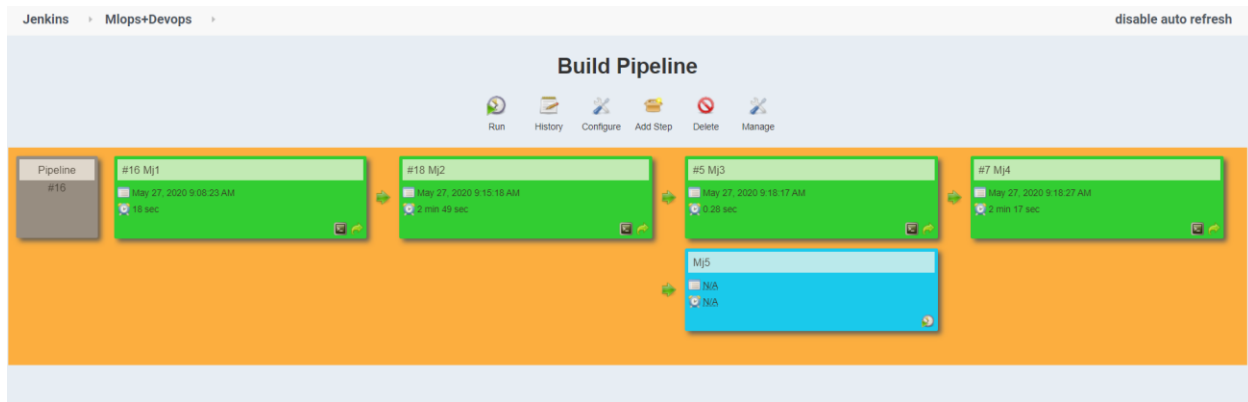 Jenkins Mlops+Devops disable auto refresh
Build Pipeline
Run History Configure Add Step Delete Manage
Pipeline
#16
#16 Mj1
May 27, 2020 9:08:23 AM
18 sec
#18 Mj2
May 27, 2020 9:15:18 AM
2 min 49 sec
#5 Mj3
May 27, 2020 9:18:17 AM
0.28 sec
#7 Mj4
May 27, 2020 9:18:27 AM
2 min 17 sec
Mj5
N/A
N/A